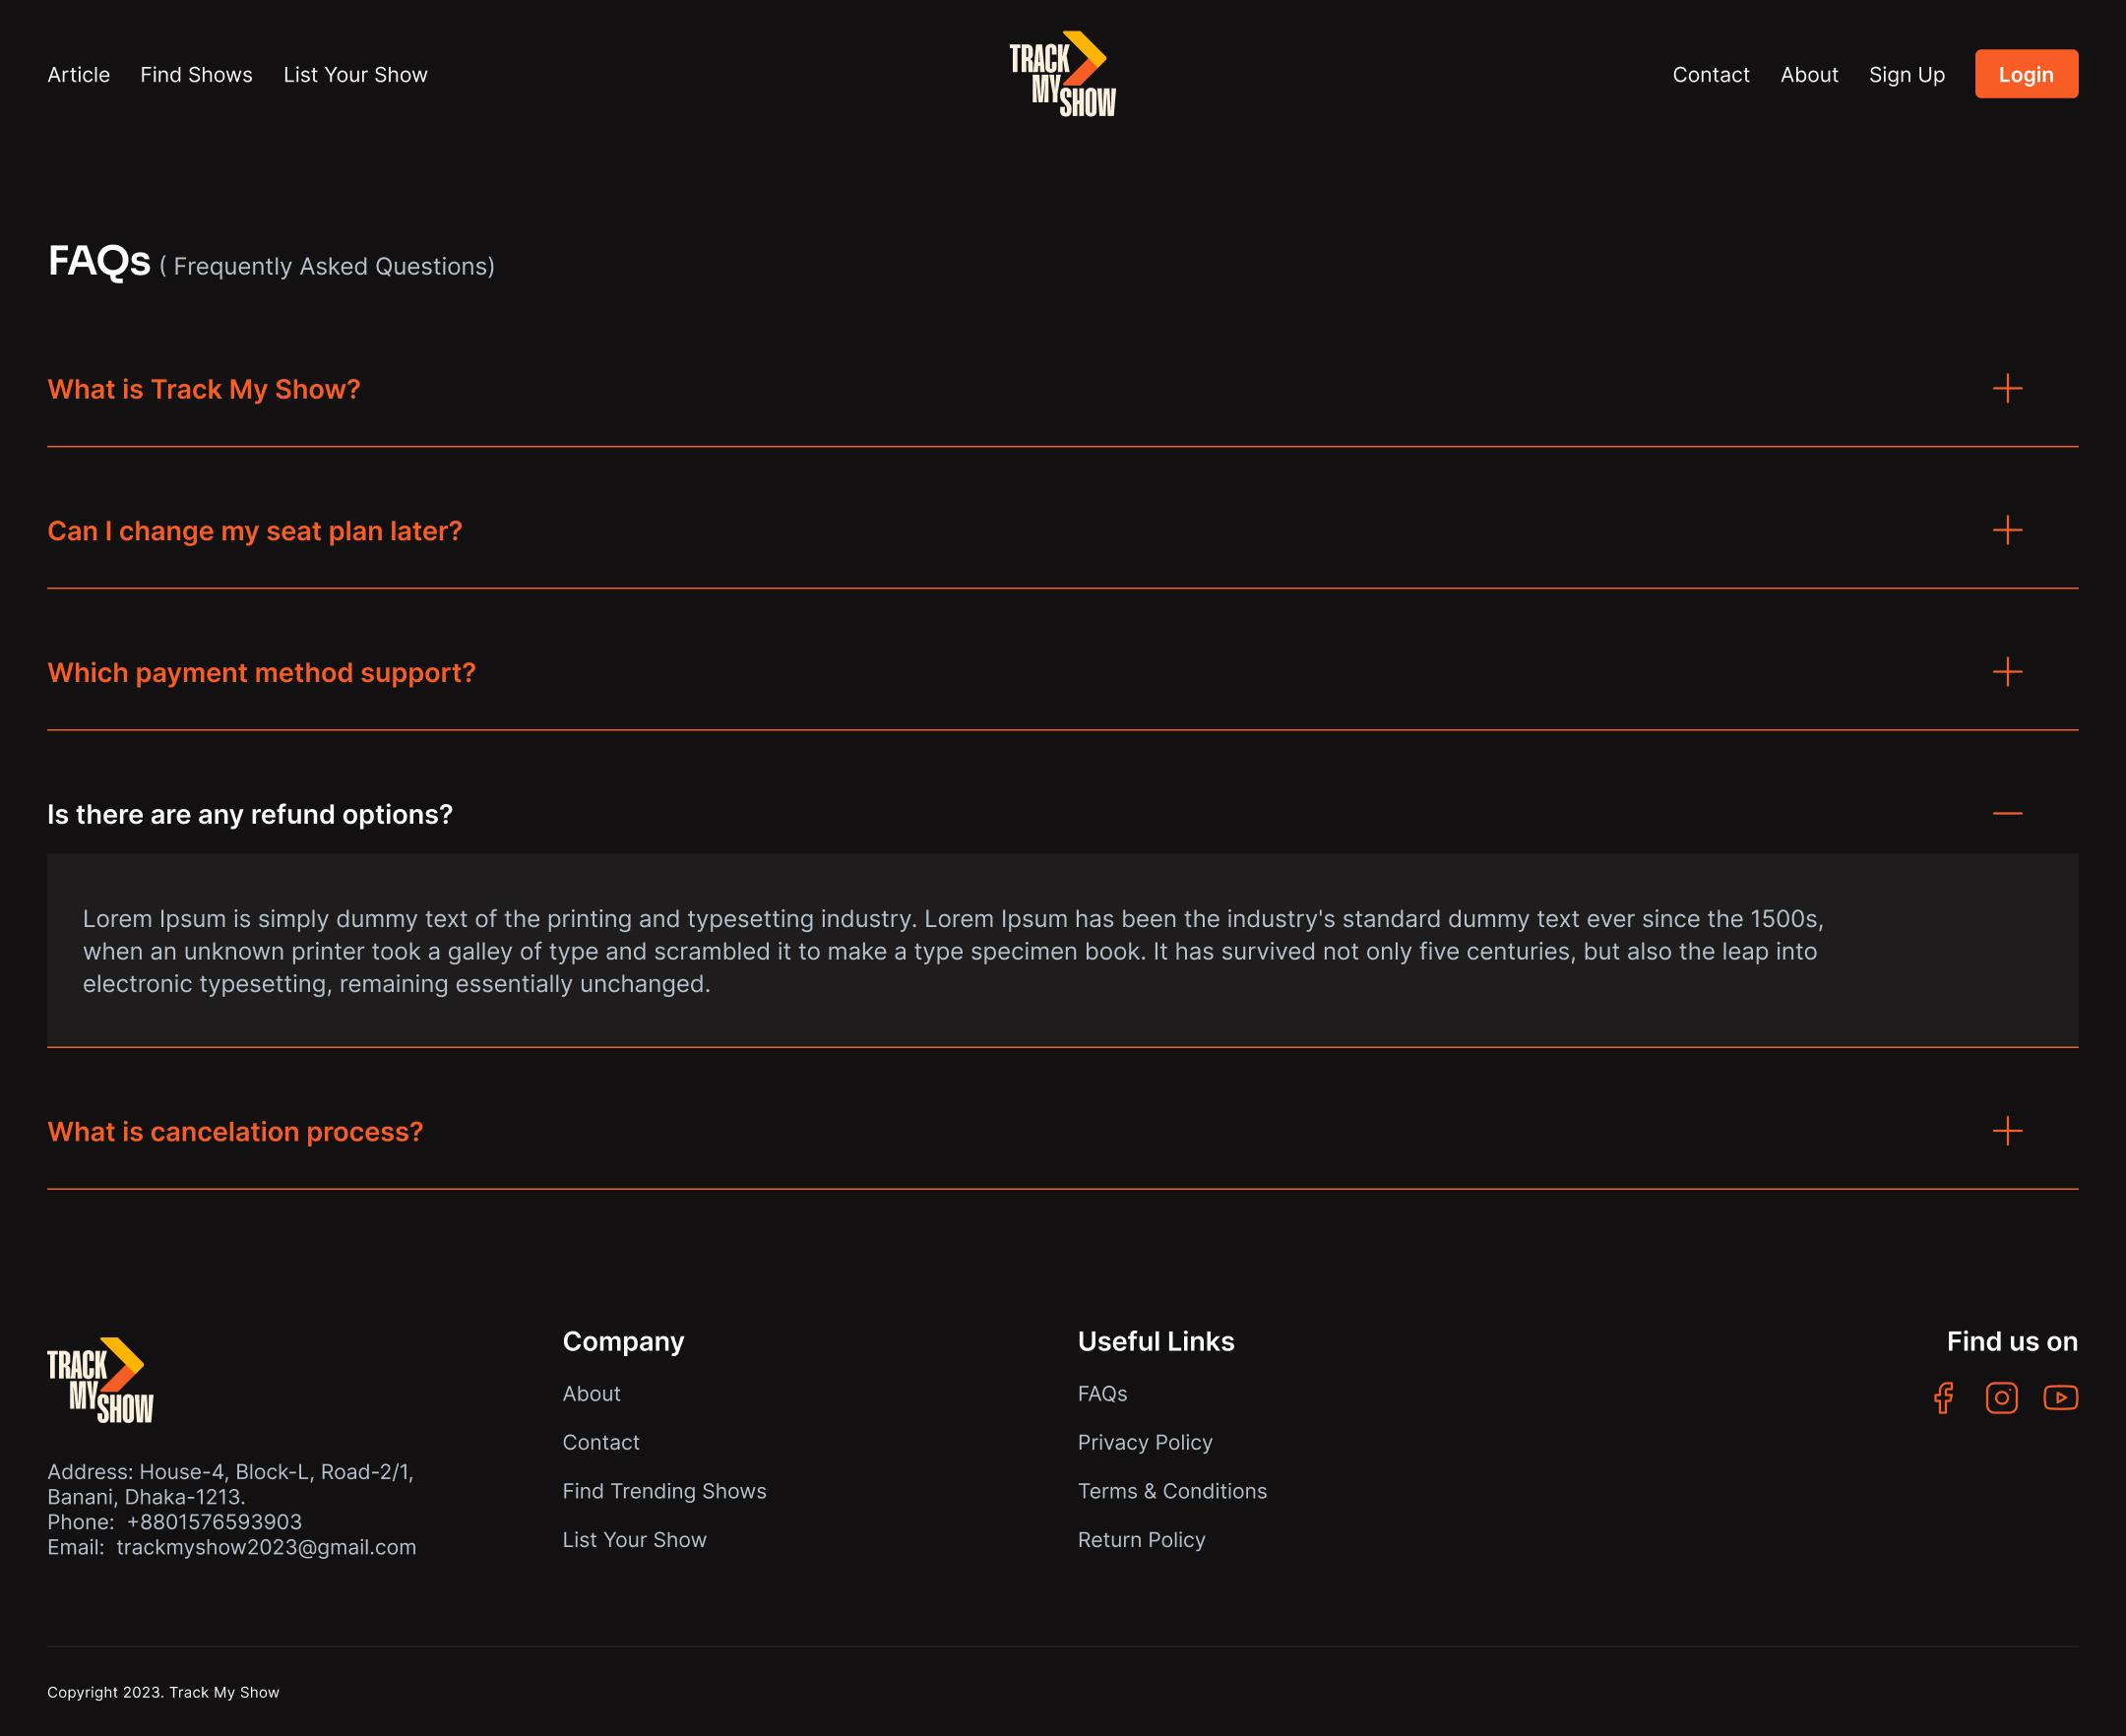 Article Find Shows List Your Show
TRACK
MY
SHOW
Contact About Sign Up Login
FAQs ( Frequently Asked Questions)
What is Track My Show?
Can I change my seat plan later?
Which payment method support?
Is there are any refund options?
Lorem Ipsum is simply dummy text of the printing and typesetting industry. Lorem Ipsum has been the industry's standard dummy text ever since the 1500s,
when an unknown printer took a galley of type and scrambled it to make a type specimen book. It has survived not only five centuries, but also the leap into
electronic typesetting, remaining essentially unchanged.
What is cancelation process?
TRACK
MY
SHOW
Address: House-4, Block-L, Road-2/1,
Banani, Dhaka-1213.
Phone: +8801576593903
Email: trackmyshow2023@gmail.com
Company
About
Contact
Find Trending Shows
List Your Show
Useful Links
FAQs
Privacy Policy
Terms & Conditions
Return Policy
Find us on
Copyright 2023. Track My Show